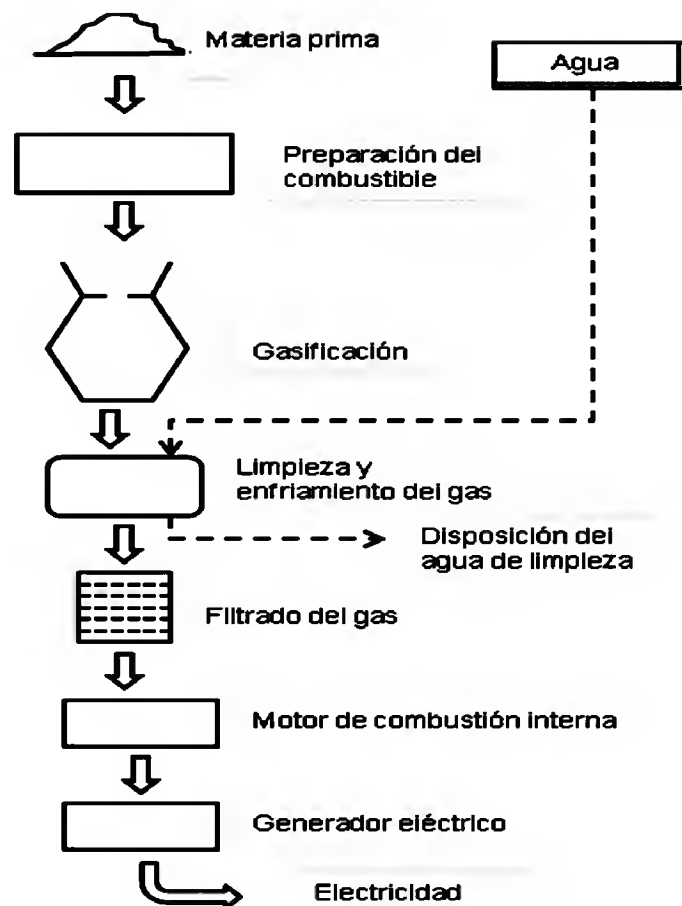 Materia prima
Agua
Preparación del
combustible
Gasificación
Limpieza y
enfriamiento del gas
Disposición del
agua de limpieza
Filtrado del gas
Motor de combustión interna
Generador eléctrico
Electricidad